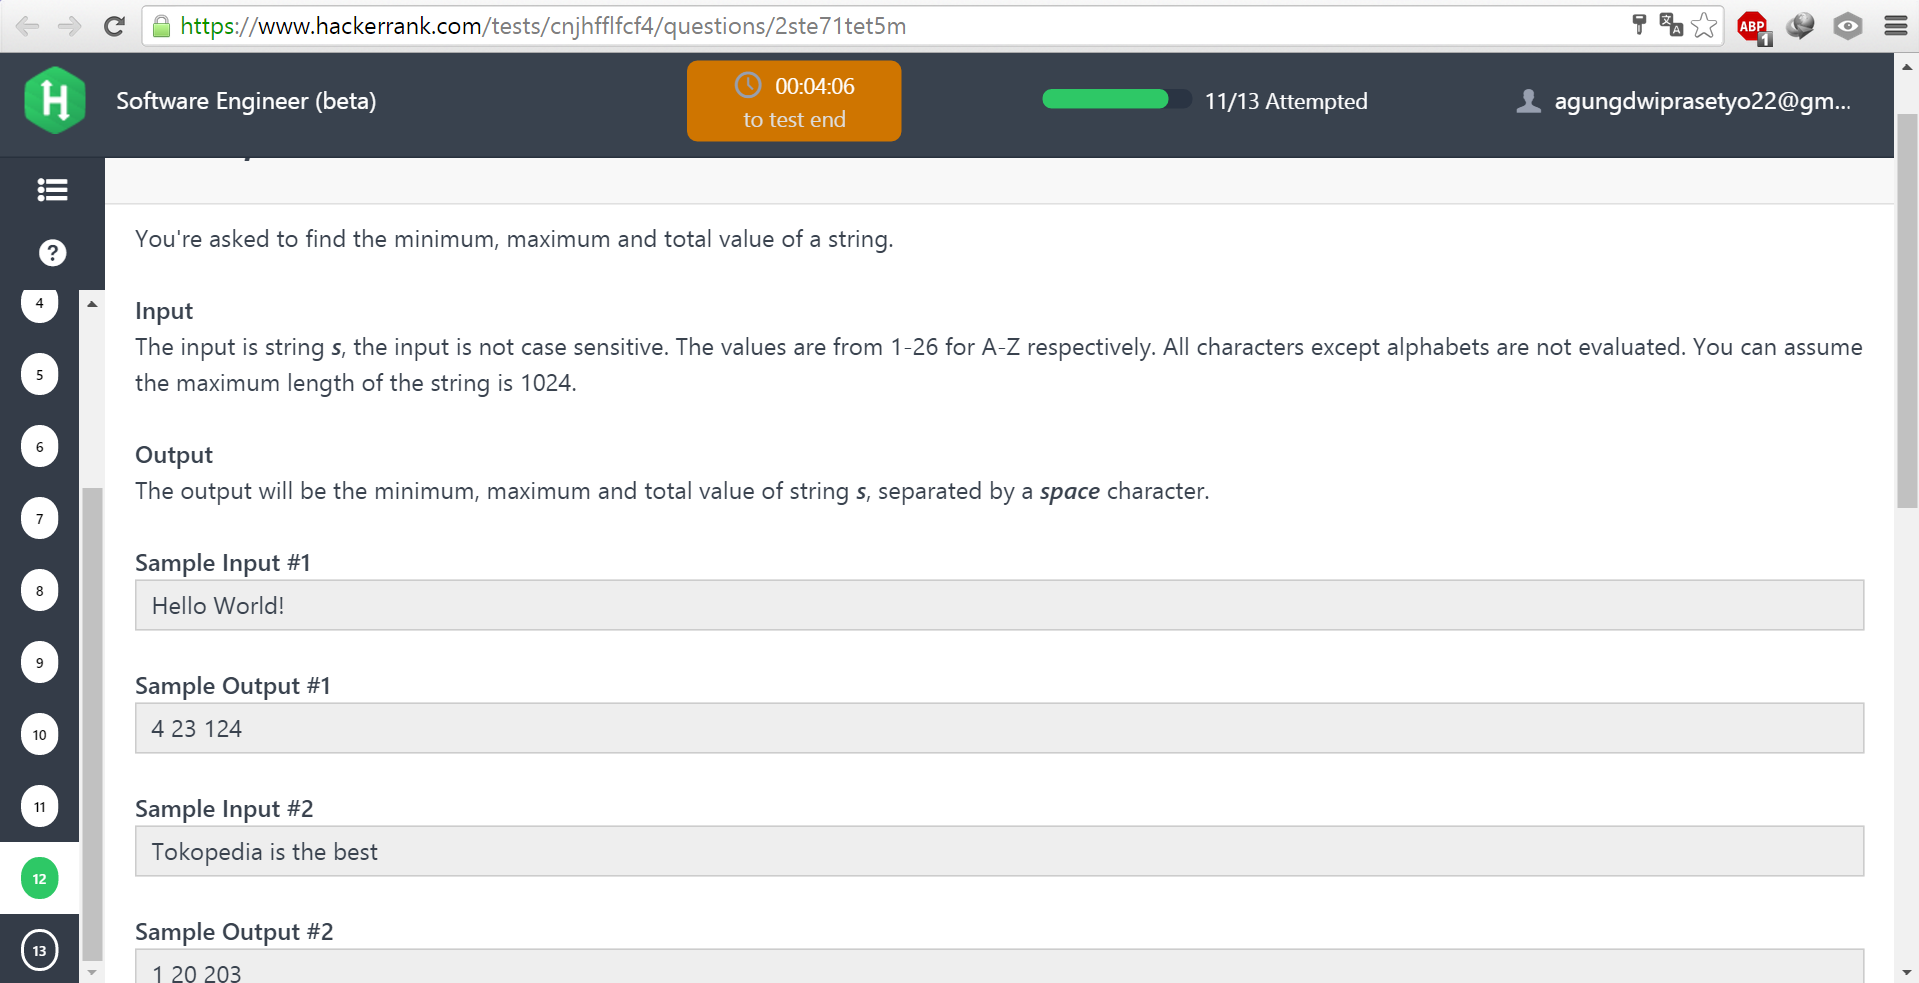 https://www.hackerrank.com/tests/cnjhfflfcf4/questions/2ste71tet5m
ABP
1
H
Software Engineer (beta)
00:04:06
to test end
11/13 Attempted
agungdwiprasetyo22@gm...
?
4
5
6
7
8
9
10
11
12
13
You're asked to find the minimum, maximum and total value of a string.
Input
The input is string s, the input is not case sensitive. The values are from 1-26 for A-Z respectively. All characters except alphabets are not evaluated. You can assume
the maximum length of the string is 1024.
Output
The output will be the minimum, maximum and total value of string s, separated by a space character.
Sample Input #1
Hello World!
Sample Output #1
4 23 124
Sample Input #2
Tokopedia is the best
Sample Output #2
1 20 203